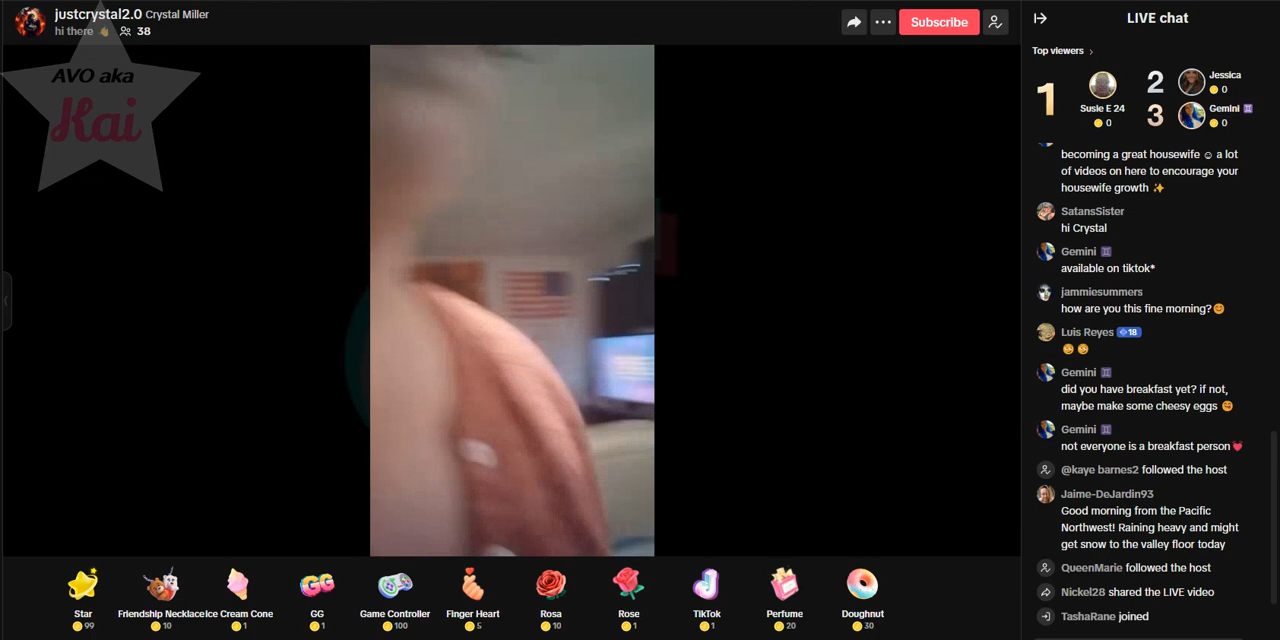 justcrystal2.0 Crystal Miller
hi there 👋 38
Subscribe
AVO aka
Kai
LIVE chat
Top viewers
1
Susie E 24
0
2
Jessica
0
3
Gemini ♊
0
becoming a great housewife ☺ a lot
of videos on here to encourage your
housewife growth ✨
SatansSister
hi Crystal
Gemini ♊
available on tiktok*
jammiesummers
how are you this fine morning?😊
Luis Reyes 18
Gemini ♊
did you have breakfast yet? if not,
maybe make some cheesy eggs 😊
Gemini ♊
not everyone is a breakfast person💓
@kaye barnes2 followed the host
Jaime-DeJardin93
Good morning from the Pacific
Northwest! Raining heavy and might
get snow to the valley floor today
QueenMarie followed the host
Nickel28 shared the LIVE video
TashaRane joined
GG
Star
Friendship Necklace
Ice Cream Cone
GG
Game Controller
Finger Heart
Rosa
Rose
TikTok
Perfume
Doughnut
99
10
1
1
100
5
10
1
1
20
30